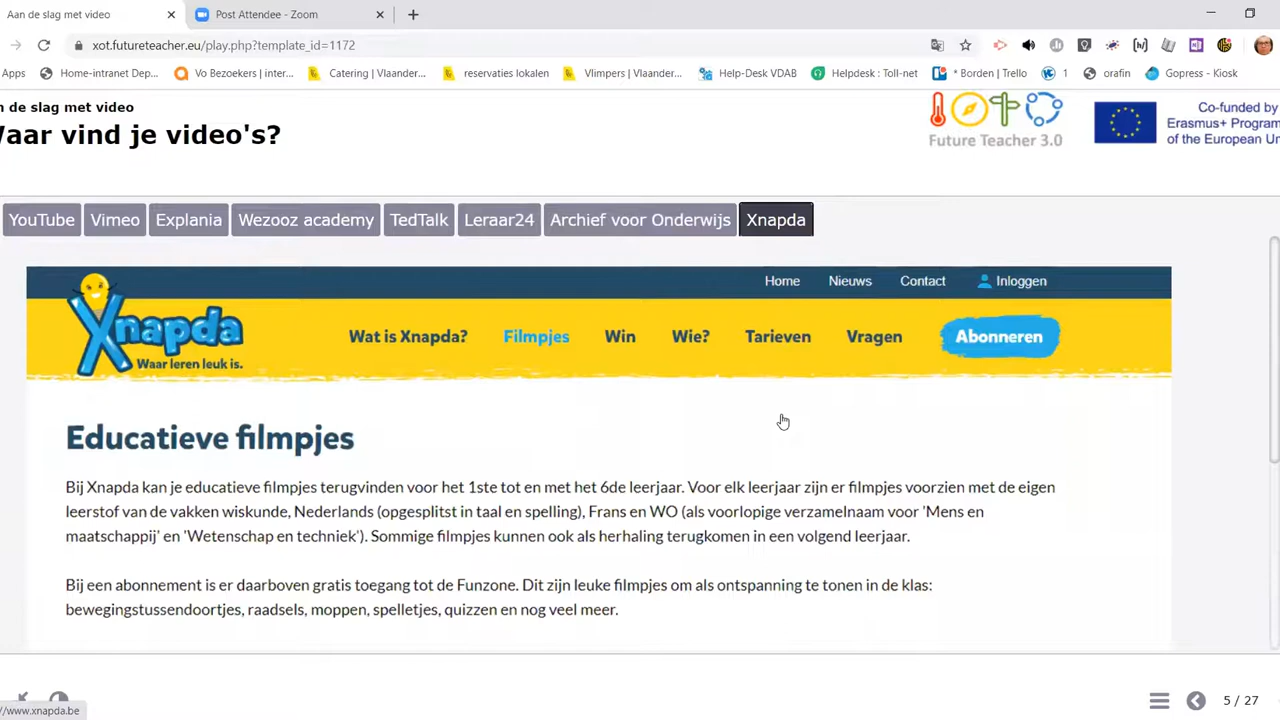 Aan de slag met video
Post Attendee - Zoom
xot.futureteacher.eu/play.php?template_id=1172
Apps
Home-intranet Dep...
Vo Bezoekers | inter...
Catering | Vlaander...
reservaties lokalen
Vlimpers | Vlaander...
Help-Desk VDAB
Helpdesk : Toll-net
* Borden | Trello
1
orafin
Gopress - Kiosk
n de slag met video
Waar vind je video's?
Future Teacher 3.0
Co-funded by
Erasmus+ Program
of the European Un
YouTube
Vimeo
Explania
Wezooz academy
TedTalk
Leraar24
Archief voor Onderwijs
Xnapda
Home
Nieuws
Contact
Inloggen
Xnapda
Waar leren leuk is.
Wat is Xnapda?
Filmpjes
Win
Wie?
Tarieven
Vragen
Abonneren
Educatieve filmpjes
Bij Xnapda kan je educatieve filmpjes terugvinden voor het 1ste tot en met het 6de leerjaar. Voor elk leerjaar zijn er filmpjes voorzien met de eigen
leerstof van de vakken wiskunde, Nederlands (opgesplitst in taal en spelling), Frans en WO (als voorlopige verzamelnaam voor 'Mens en
maatschappij' en 'Wetenschap en techniek'). Sommige filmpjes kunnen ook als herhaling terugkomen in een volgend leerjaar.
Bij een abonnement is er daarboven gratis toegang tot de Funzone. Dit zijn leuke filmpjes om als ontspanning te tonen in de klas:
bewegingstussendoortjes, raadsels, moppen, spelletjes, quizzen en nog veel meer.
//www.xnapda.be
5 / 27